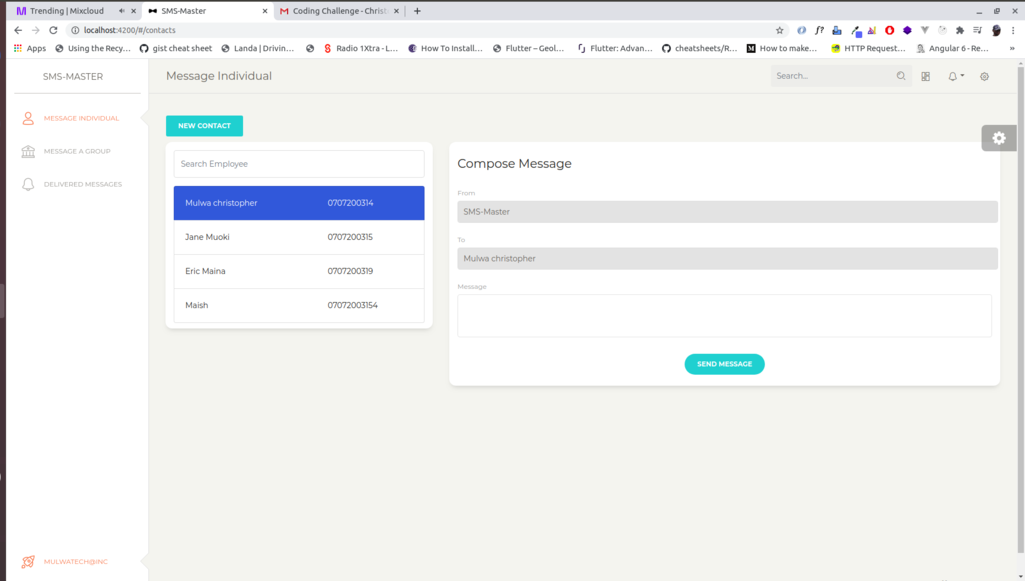 Trending | Mixcloud
SMS-Master
Coding Challenge - Christ
localhost:4200/#/contacts
f?
Apps
Using the Recy...
gist cheat sheet
Landa | Drivin...
Radio 1Xtra - L...
How To Install...
Flutter – Geol...
Flutter: Advan...
cheatsheets/R...
How to make...
HTTP Request...
Angular 6 - Re...
»
SMS-MASTER
Message Individual
Search...
MESSAGE INDIVIDUAL
MESSAGE A GROUP
DELIVERED MESSAGES
NEW CONTACT
Search Employee
Mulwa christopher 0707200314
Jane Muoki 0707200315
Eric Maina 0707200319
Maish 07072003154
Compose Message
From
SMS-Master
To
Mulwa christopher
Message
SEND MESSAGE
MULWATECH@INC